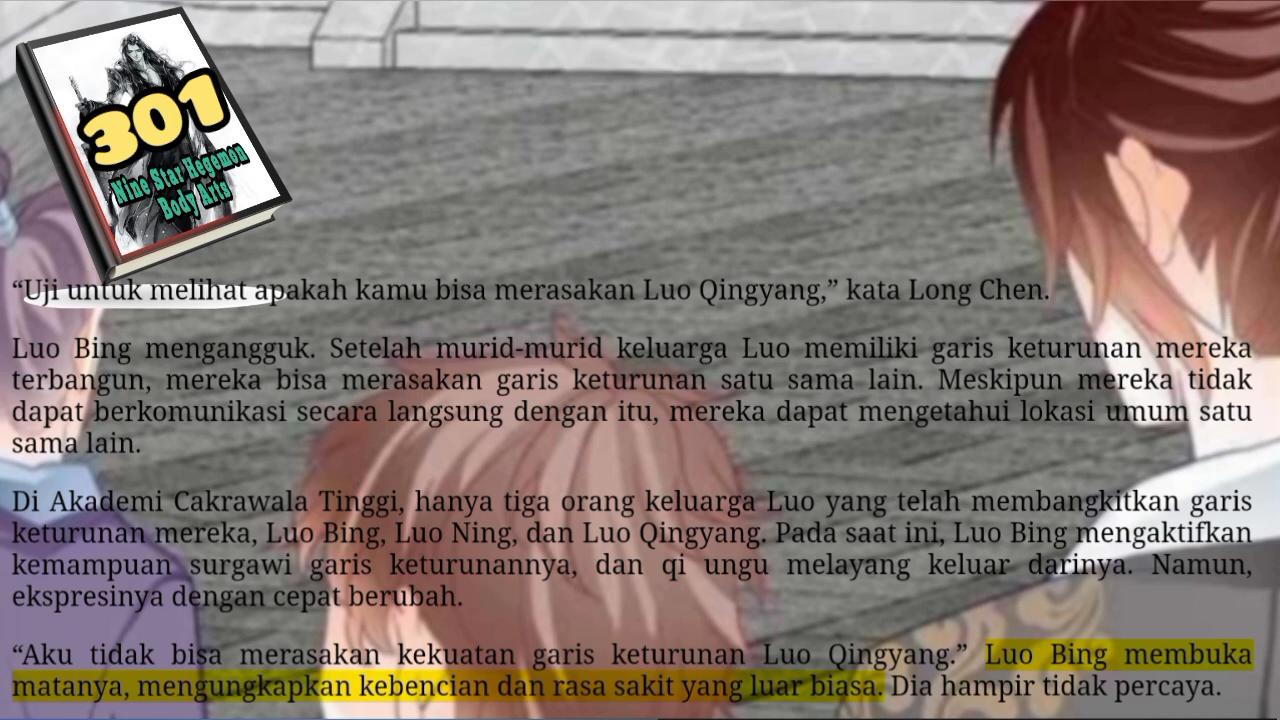 301
Nine Star Hegemon
Body Arts
“Uji untuk melihat apakah kamu bisa merasakan Luo Qingyang,” kata Long Chen.
Luo Bing mengangguk. Setelah murid-murid keluarga Luo memiliki garis keturunan mereka
terbangun, mereka bisa merasakan garis keturunan satu sama lain. Meskipun mereka tidak
dapat berkomunikasi secara langsung dengan itu, mereka dapat mengetahui lokasi umum satu
sama lain.
Di Akademi Cakrawala Tinggi, hanya tiga orang keluarga Luo yang telah membangkitkan garis
keturunan mereka, Luo Bing, Luo Ning, dan Luo Qingyang. Pada saat ini, Luo Bing mengaktifkan
kemampuan surgawi garis keturunannya, dan qi ungu melayang keluar darinya. Namun,
ekspresinya dengan cepat berubah.
“Aku tidak bisa merasakan kekuatan garis keturunan Luo Qingyang.” Luo Bing membuka
matanya, mengungkapkan kebencian dan rasa sakit yang luar biasa. Dia hampir tidak percaya.